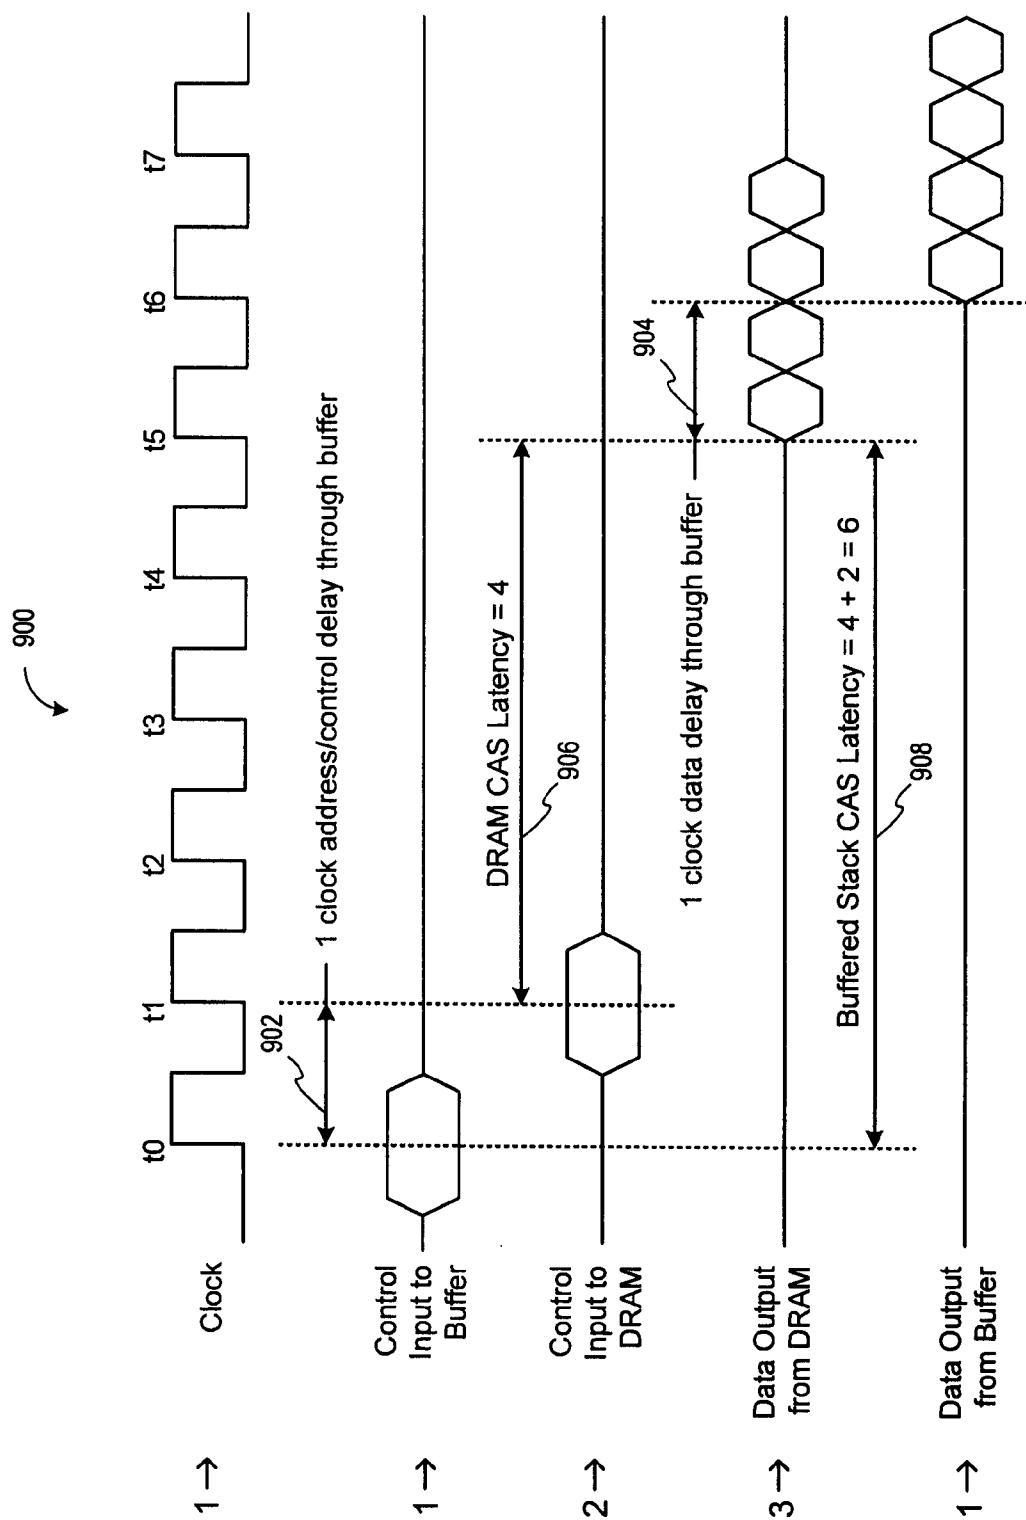 900
t0 t1 t2 t3 t4 t5 t6 t7
1→ Clock
902
1 clock address/control delay through buffer
1→ Control
Input to
Buffer
DRAM CAS Latency = 4
906
2→ Control
Input to
DRAM
904
1 clock data delay through buffer
3→ Data Output
from DRAM
Buffered Stack CAS Latency = 4 + 2 = 6
908
1→ Data Output
from Buffer